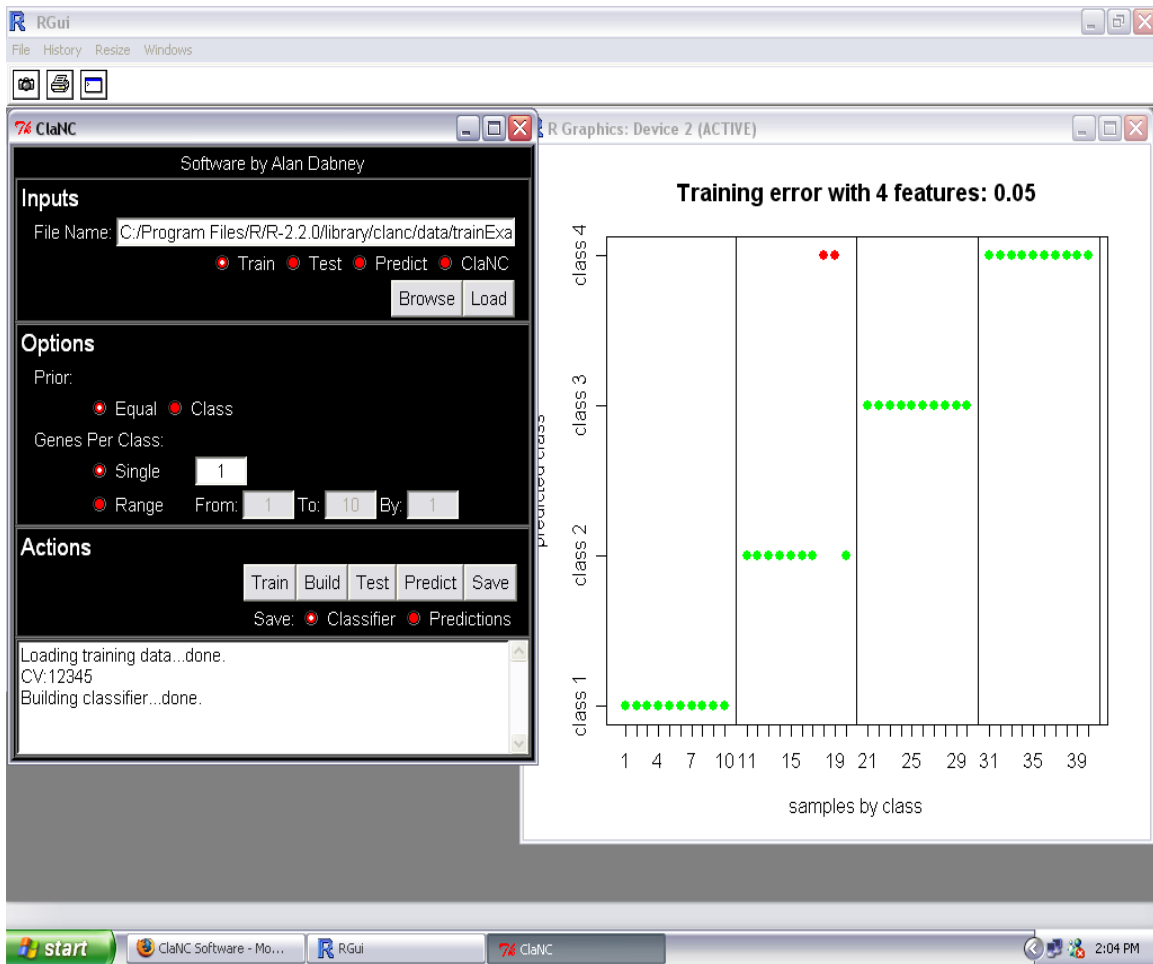 RGui
File History Resize Windows
ClaNC
Software by Alan Dabney
Inputs
File Name: C:/Program Files/R/R-2.2.0/library/clanc/data/trainExa
Train Test Predict ClaNC
Browse Load
Options
Prior:
Equal Class
Genes Per Class:
Single 1
Range From: 1 To: 10 By: 1
Actions
Train Build Test Predict Save
Save: Classifier Predictions
Loading training data...done.
CV:12345
Building classifier...done.
R Graphics: Device 2 (ACTIVE)
Training error with 4 features: 0.05
predicted class
class 4
class 3
class 2
class 1
1 4 7 10 11 15 19 21 25 29 31 35 39
samples by class
start
ClaNC Software - Mo...
RGui
ClaNC
2:04 PM